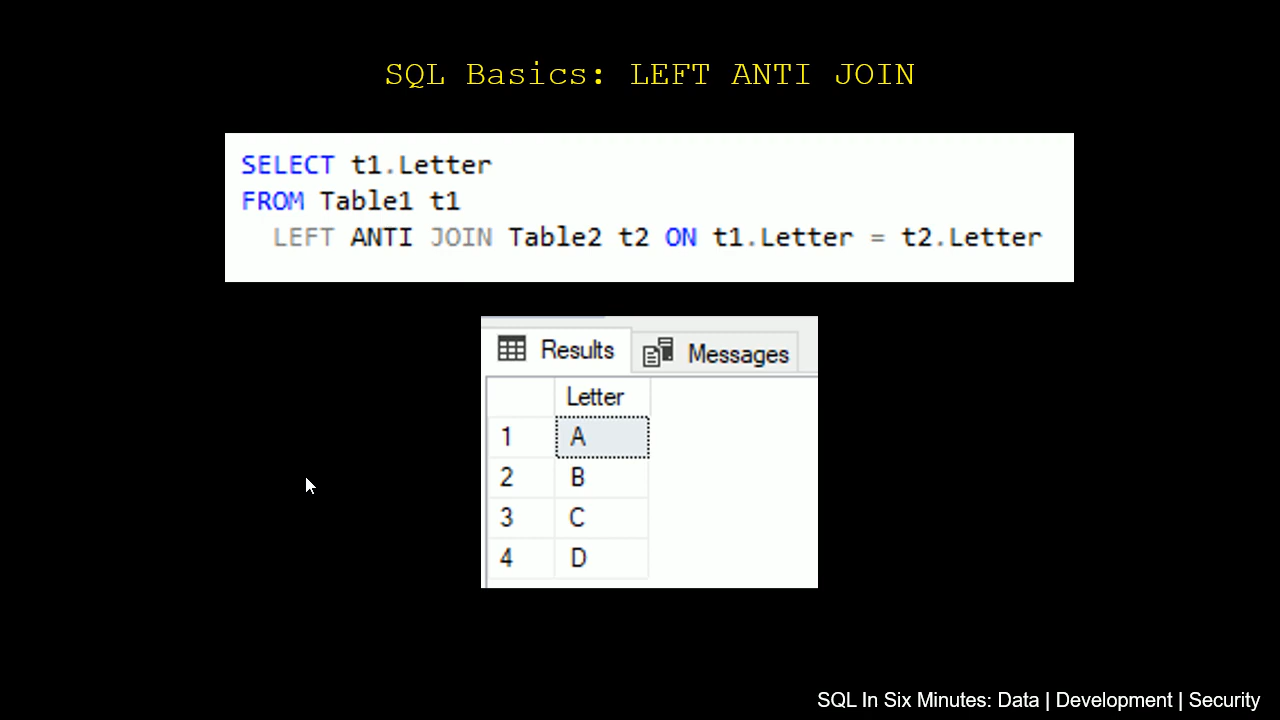 SQL Basics: LEFT ANTI JOIN
SELECT t1.Letter
FROM Table1 t1
LEFT ANTI JOIN Table2 t2 ON t1.Letter = t2.Letter
Results Messages
Letter
1 A
2 B
3 C
4 D
SQL In Six Minutes: Data | Development | Security